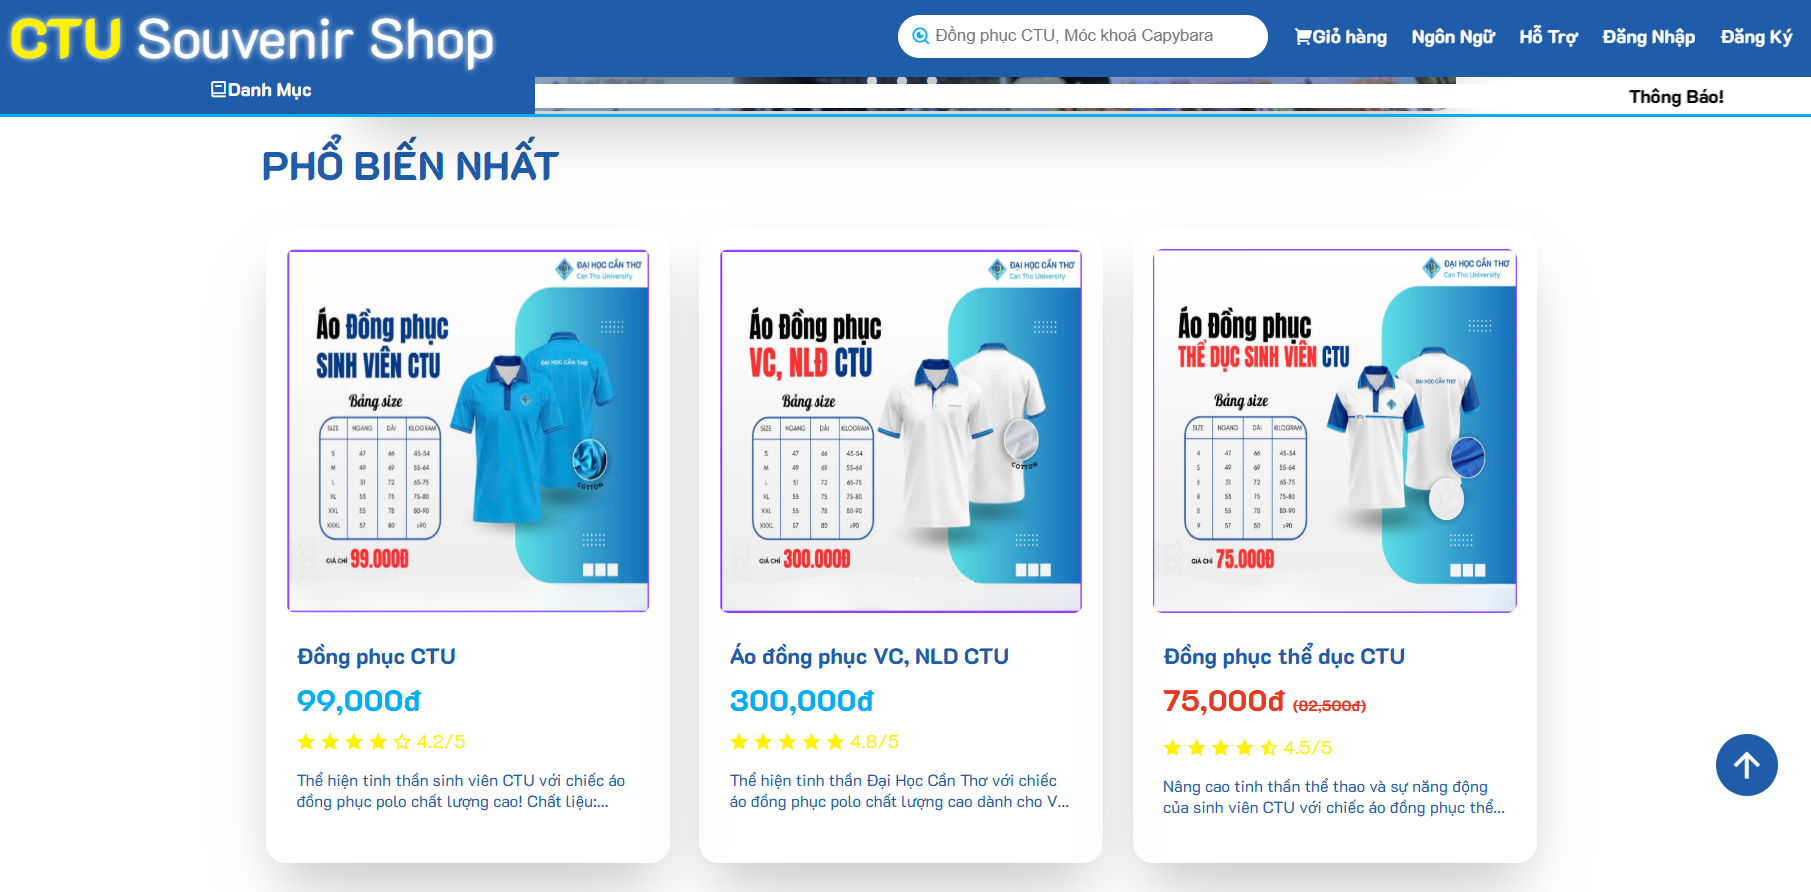 CTU Souvenir Shop
Đồng phục CTU, Móc khoá Capybara
Giỏ hàng
Ngôn Ngữ
Hỗ Trợ
Đăng Nhập
Đăng Ký
Danh Mục
Thông Báo!
PHỔ BIẾN NHẤT
ĐẠI HỌC CẦN THƠ
Can Tho University
Áo Đồng phục
SINH VIÊN CTU
Bảng size
SIZE NGANG DÀI KILOGRAM
S 47 66 45-54
M 49 69 55-64
L 51 72 65-75
XL 55 75 75-80
XXL 55 78 80-90
XXXL 57 80 >90
ĐẠI HỌC CẦN THƠ
COTTON
GIÁ CHỈ 99.000Đ
Đồng phục CTU
99,000đ
4.2/5
Thể hiện tinh thần sinh viên CTU với chiếc áo
đồng phục polo chất lượng cao! Chất liệu:...
ĐẠI HỌC CẦN THƠ
Can Tho University
Áo Đồng phục
VC, NLĐ CTU
Bảng size
SIZE NGANG DÀI KILOGRAM
S 47 66 45-54
M 49 69 55-64
L 51 72 65-75
XL 55 75 75-80
XXL 55 78 80-90
XXXL 57 80 >90
COTTON
GIÁ CHỈ 300.000Đ
Áo đồng phục VC, NLD CTU
300,000đ
4.8/5
Thể hiện tinh thần Đại Học Cần Thơ với chiếc
áo đồng phục polo chất lượng cao dành cho V...
ĐẠI HỌC CẦN THƠ
Can Tho University
Áo Đồng phục
THỂ DỤC SINH VIÊN CTU
Bảng size
SIZE NGANG DÀI KILOGRAM
4 47 66 45-54
5 49 69 55-64
6 51 72 65-75
8 55 75 75-80
8 55 78 80-90
9 57 80 >90
ĐẠI HỌC CẦN THƠ
CTU
GIÁ CHỈ 75.000Đ
Đồng phục thể dục CTU
75,000đ (82,500đ)
4.5/5
Nâng cao tinh thần thể thao và sự năng động
của sinh viên CTU với chiếc áo đồng phục thể...